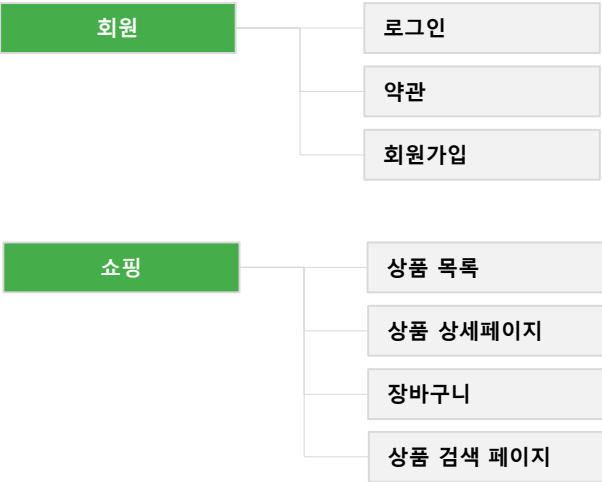 회원
로그인
약관
회원가입
쇼핑
상품 목록
상품 상세페이지
장바구니
상품 검색 페이지